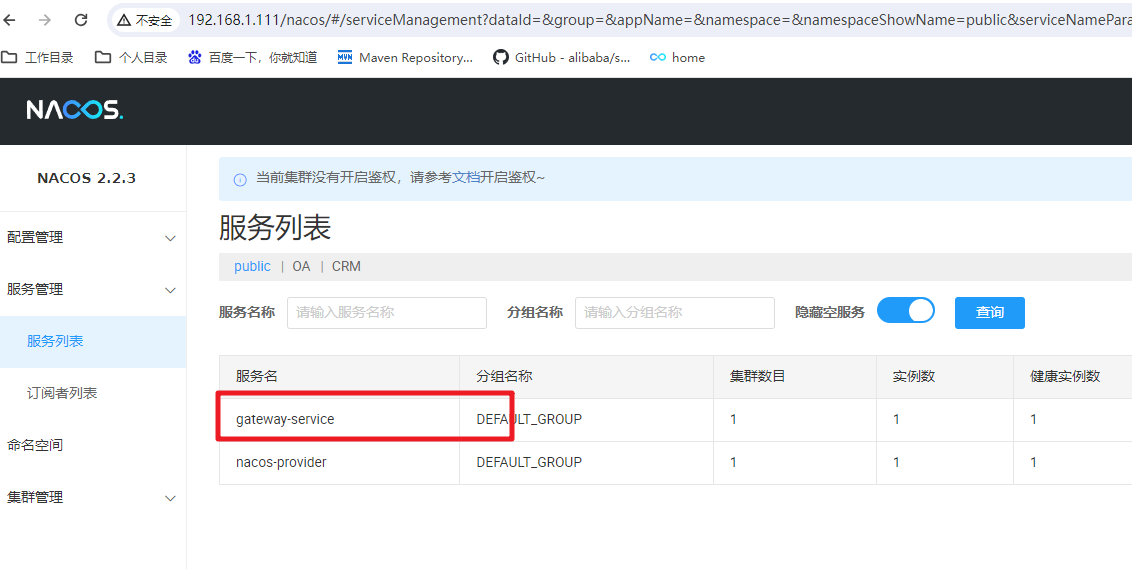 不安全 192.168.1.111/nacos/#/serviceManagement?dataId=&group=&appName=&namespace=&namespaceShowName=public&serviceNamePara
工作目录 个人目录 百度一下，你就知道 Maven Repository... GitHub - alibaba/s... home
NACOS.
NACOS 2.2.3
配置管理
服务管理
服务列表
订阅者列表
命名空间
集群管理
当前集群没有开启鉴权，请参考文档开启鉴权~
服务列表
public | OA | CRM
服务名称 请输入服务名称 分组名称 请输入分组名称 隐藏空服务 查询
服务名 分组名称 集群数目 实例数 健康实例数
gateway-service DEFAULT_GROUP 1 1 1
nacos-provider DEFAULT_GROUP 1 1 1